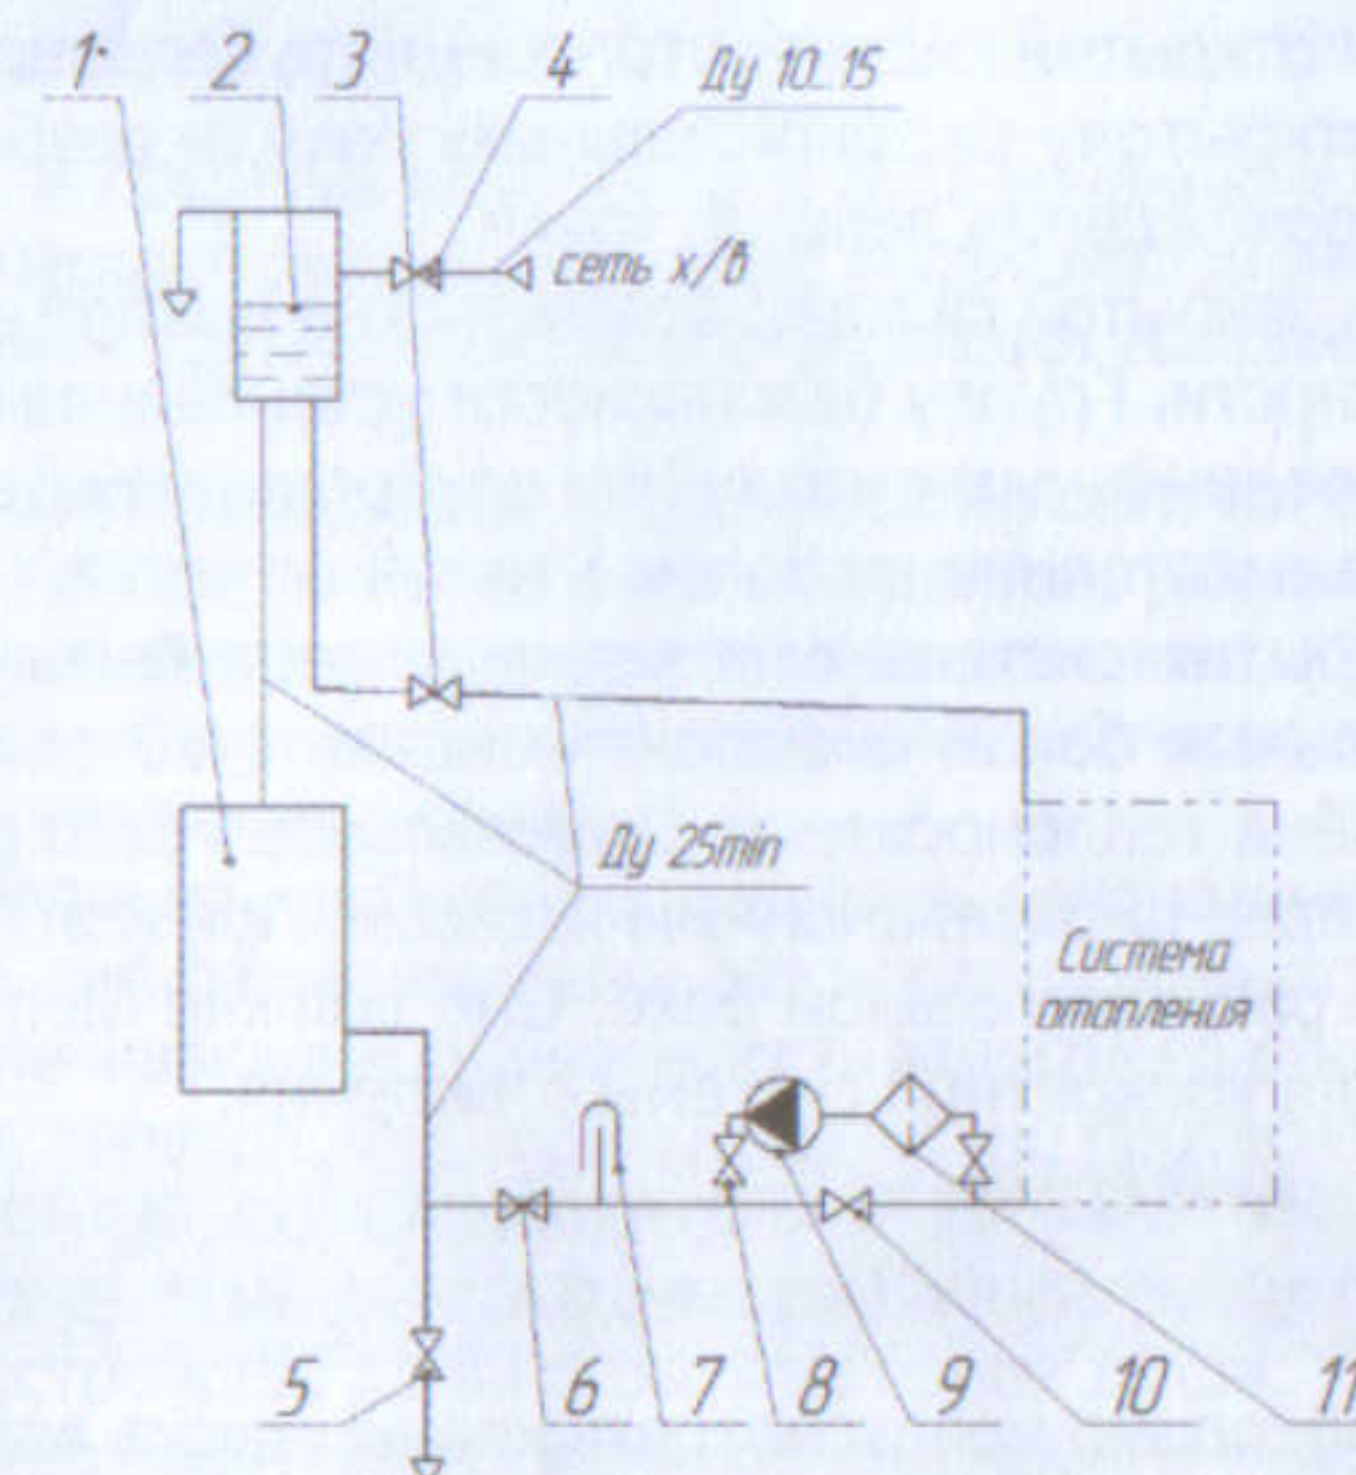 1 2 3 4 Ду 10...15
сеть х/в
Ду 25min
Система
отопления
5 6 7 8 9 10 11